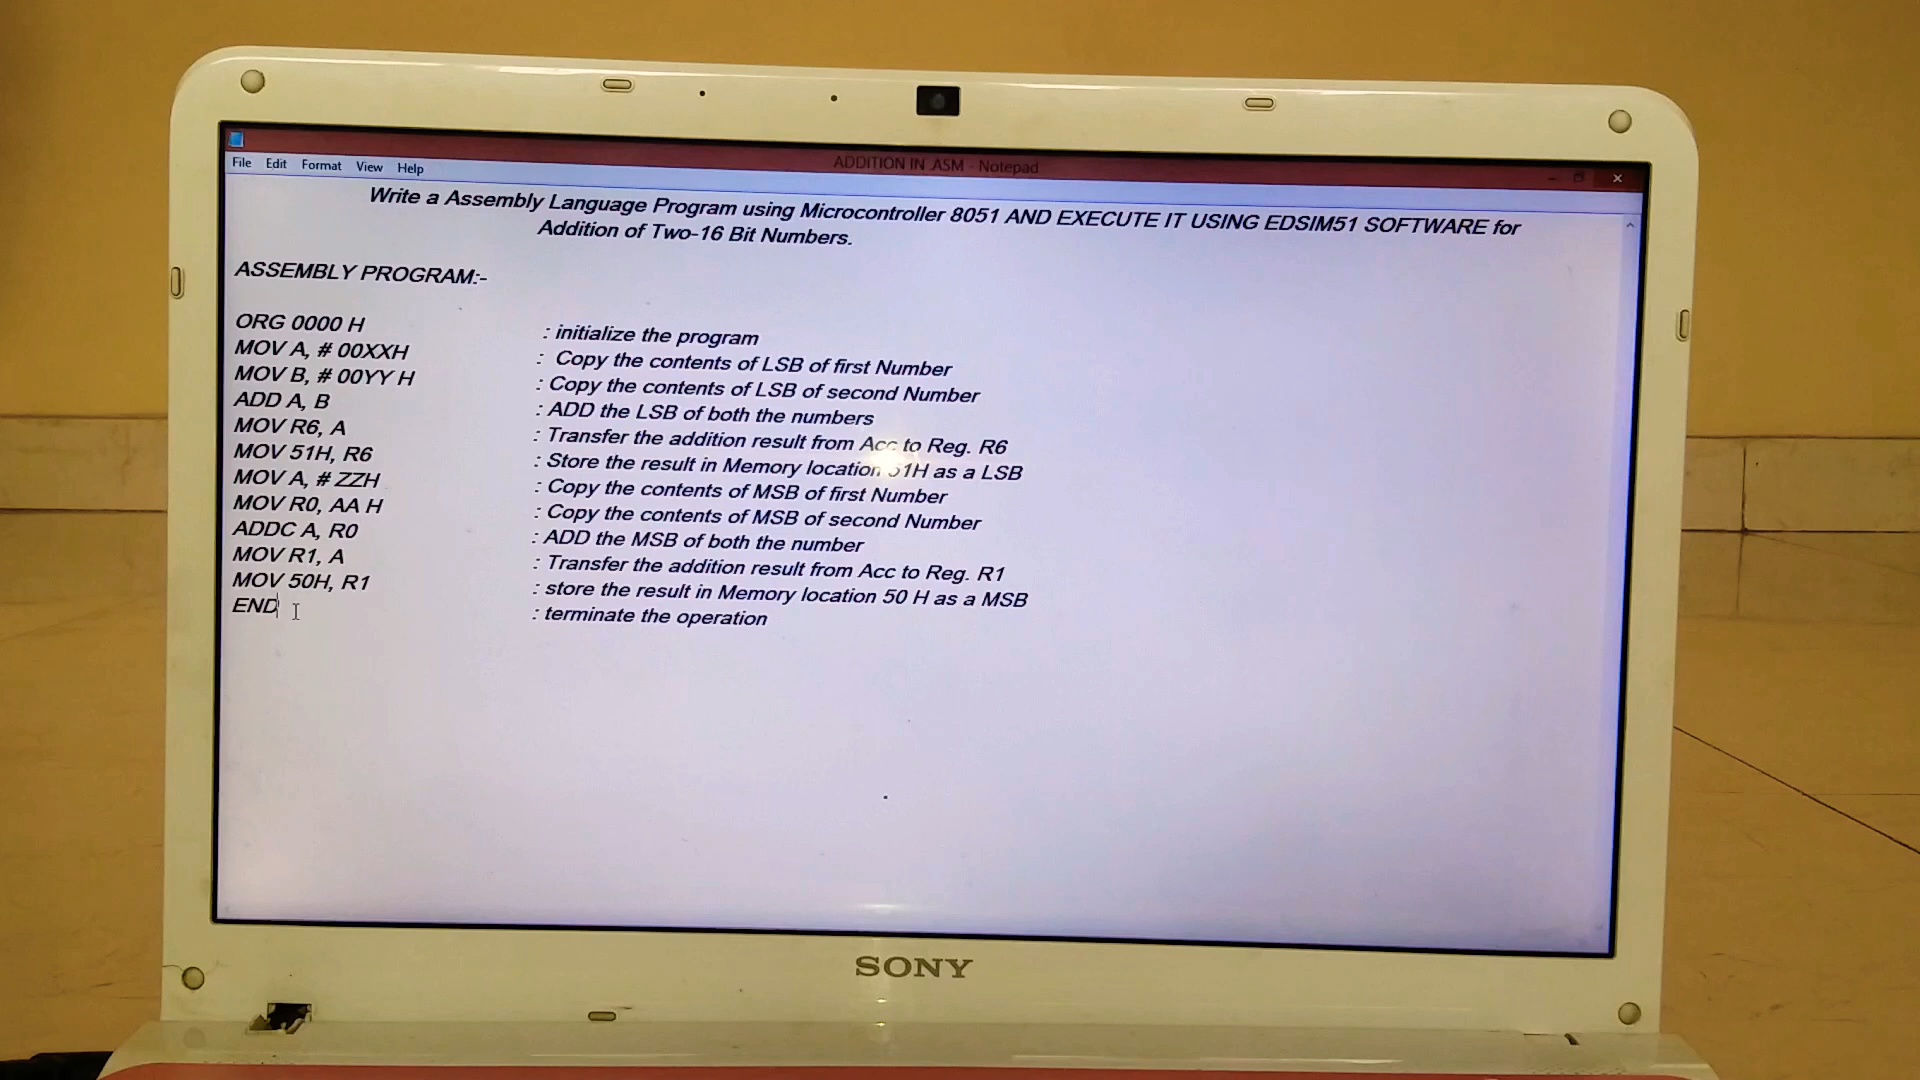 ADDITION IN .ASM - Notepad
File Edit Format View Help
Write a Assembly Language Program using Microcontroller 8051 AND EXECUTE IT USING EDSIM51 SOFTWARE for
Addition of Two-16 Bit Numbers.
ASSEMBLY PROGRAM:-
ORG 0000 H : initialize the program
MOV A, # 00XXH : Copy the contents of LSB of first Number
MOV B, # 00YY H : Copy the contents of LSB of second Number
ADD A, B : ADD the LSB of both the numbers
MOV R6, A : Transfer the addition result from Acc to Reg. R6
MOV 51H, R6 : Store the result in Memory location 51H as a LSB
MOV A, # ZZH : Copy the contents of MSB of first Number
MOV R0, AA H : Copy the contents of MSB of second Number
ADDC A, R0 : ADD the MSB of both the number
MOV R1, A : Transfer the addition result from Acc to Reg. R1
MOV 50H, R1 : store the result in Memory location 50 H as a MSB
END : terminate the operation
SONY